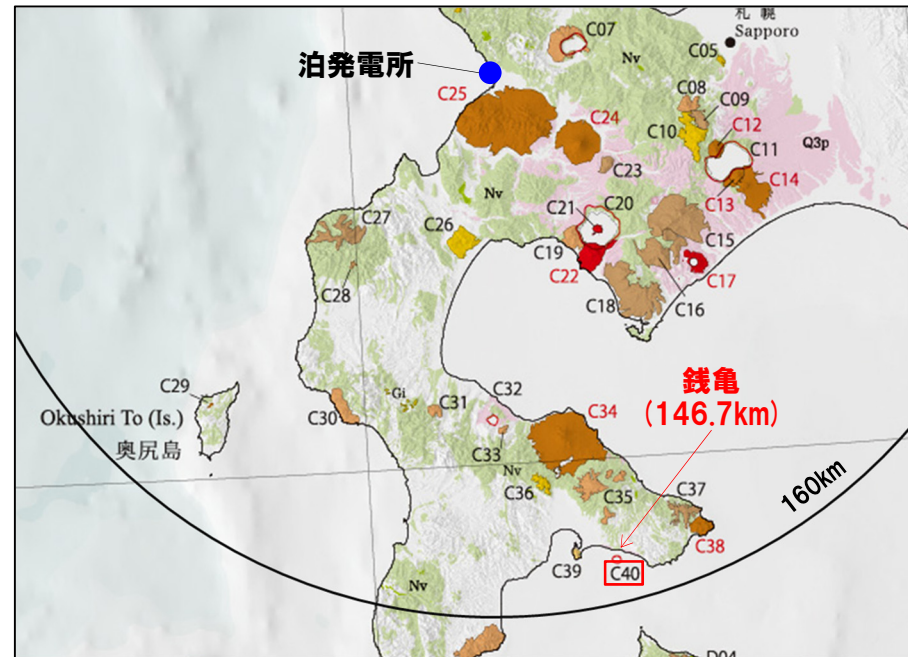 札 幌
Sapporo
C07
C05
Nv
泊発電所
C25
C24
C08
C09
C10
C12
C11
Q3p
C23
C13
C14
Nv
C27
C26
C21
C20
C19
C15
C22
C17
C28
C18
C16
C29
C32
銭亀
(146.7km)
Okushiri To (Is.)
奥尻島
C30
Gi
C31
C34
C33
Nv
C36
C35
C37
160km
C38
C39
C40
Nv